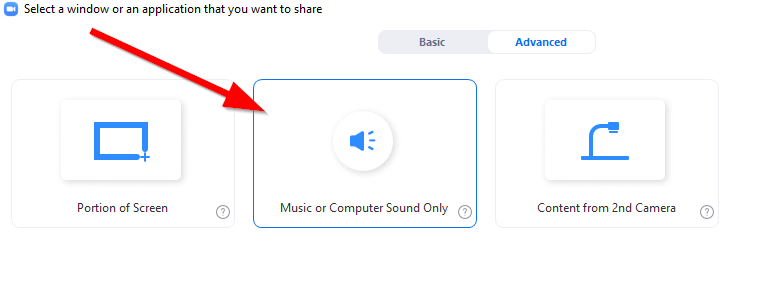 Select a window or an application that you want to share
Basic
Advanced
Portion of Screen
?
Music or Computer Sound Only
?
Content from 2nd Camera
?